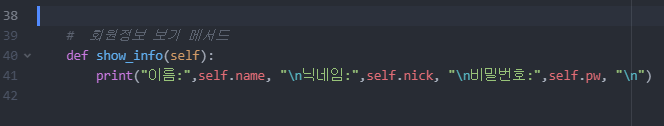 38
39 #  회원정보 보기 메서드
40 def show_info(self):
41 print("이름:",self.name, "\n닉네임:",self.nick, "\n비밀번호:",self.pw, "\n")
42